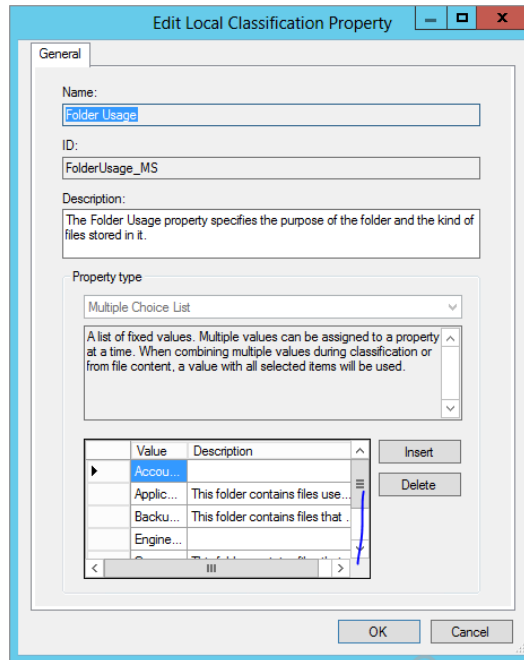 Edit Local Classification Property
General
Name:
Folder Usage
ID:
FolderUsage_MS
Description:
The Folder Usage property specifies the purpose of the folder and the kind of
files stored in it.
Property type
Multiple Choice List
A list of fixed values. Multiple values can be assigned to a property
at a time. When combining multiple values during classification or
from file content, a value with all selected items will be used.
Value Description
Accou...
Applic... This folder contains files use...
Backu... This folder contains files that .
Engine...
Insert
Delete
OK Cancel